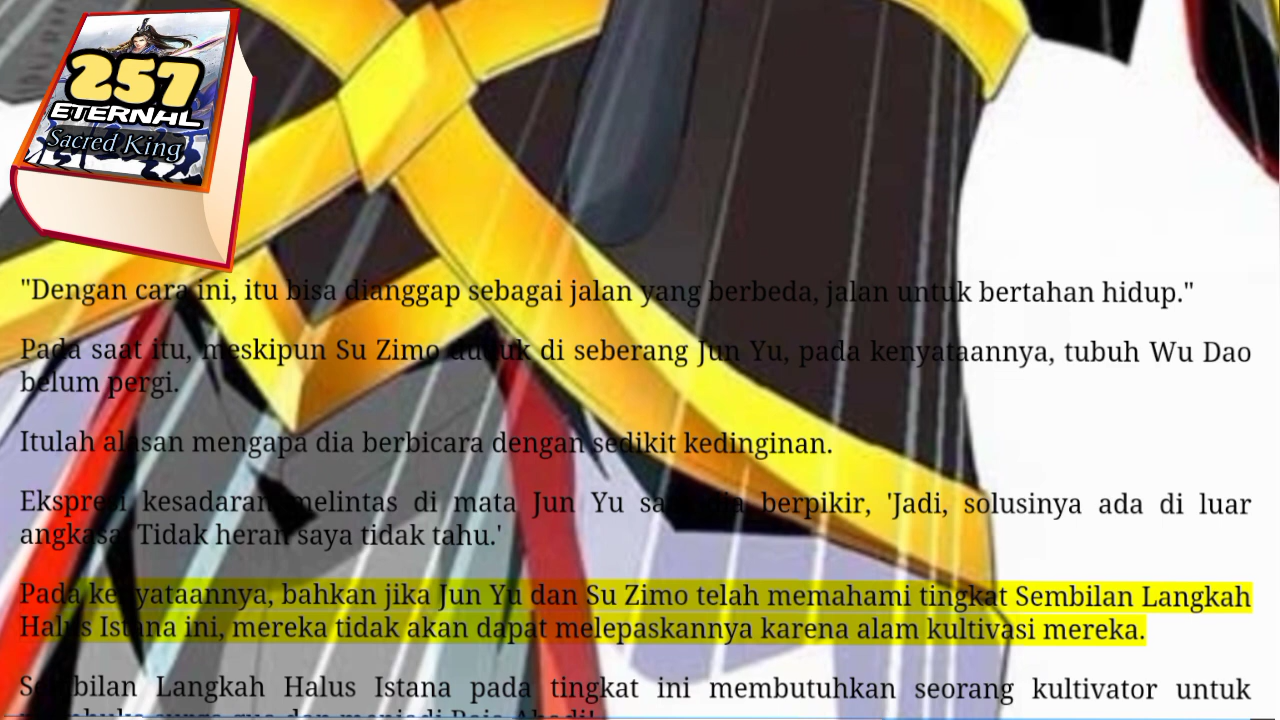 257
ETERNAL
Sacred King
"Dengan cara ini, itu bisa dianggap sebagai jalan yang berbeda, jalan untuk bertahan hidup."
Pada saat itu, meskipun Su Zimo duduk di seberang Jun Yu, pada kenyataannya, tubuh Wu Dao
belum pergi.
Itulah alasan mengapa dia berbicara dengan sedikit kedinginan.
Ekspresi kesadaran melintas di mata Jun Yu saat dia berpikir, 'Jadi, solusinya ada di luar
angkasa. Tidak heran saya tidak tahu.'
Pada kenyataannya, bahkan jika Jun Yu dan Su Zimo telah memahami tingkat Sembilan Langkah
Halus Istana ini, mereka tidak akan dapat melepaskannya karena alam kultivasi mereka.
Sembilan Langkah Halus Istana pada tingkat ini membutuhkan seorang kultivator untuk